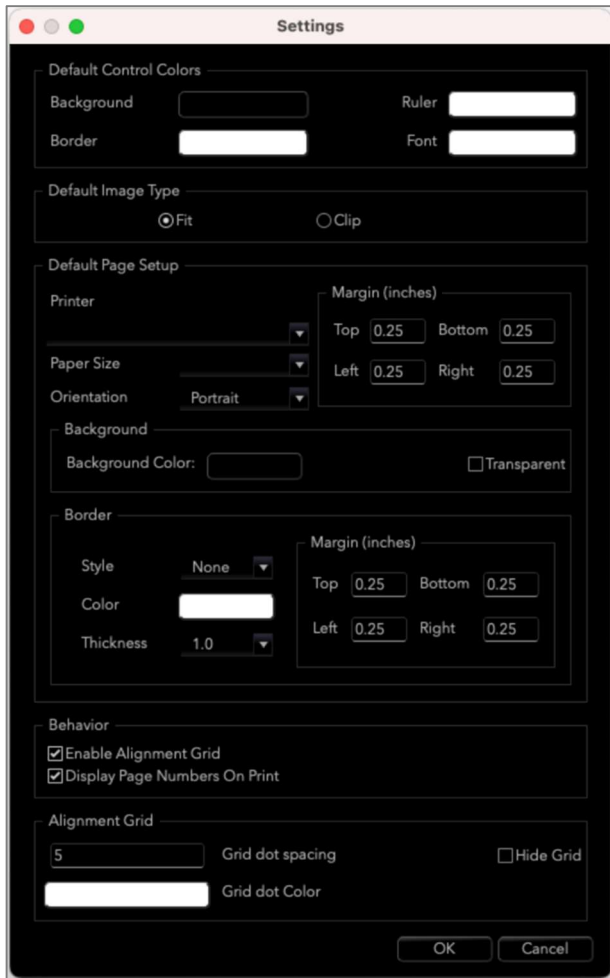 Settings
Default Control Colors
Background Ruler
Border Font
Default Image Type
Fit Clip
Default Page Setup
Printer
Margin (inches)
Top 0.25 Bottom 0.25
Paper Size
Left 0.25 Right 0.25
Orientation Portrait
Background
Background Color: Transparent
Border
Margin (inches)
Style None
Top 0.25 Bottom 0.25
Color
Left 0.25 Right 0.25
Thickness 1.0
Behavior
Enable Alignment Grid
Display Page Numbers On Print
Alignment Grid
5 Grid dot spacing Hide Grid
Grid dot Color
OK Cancel